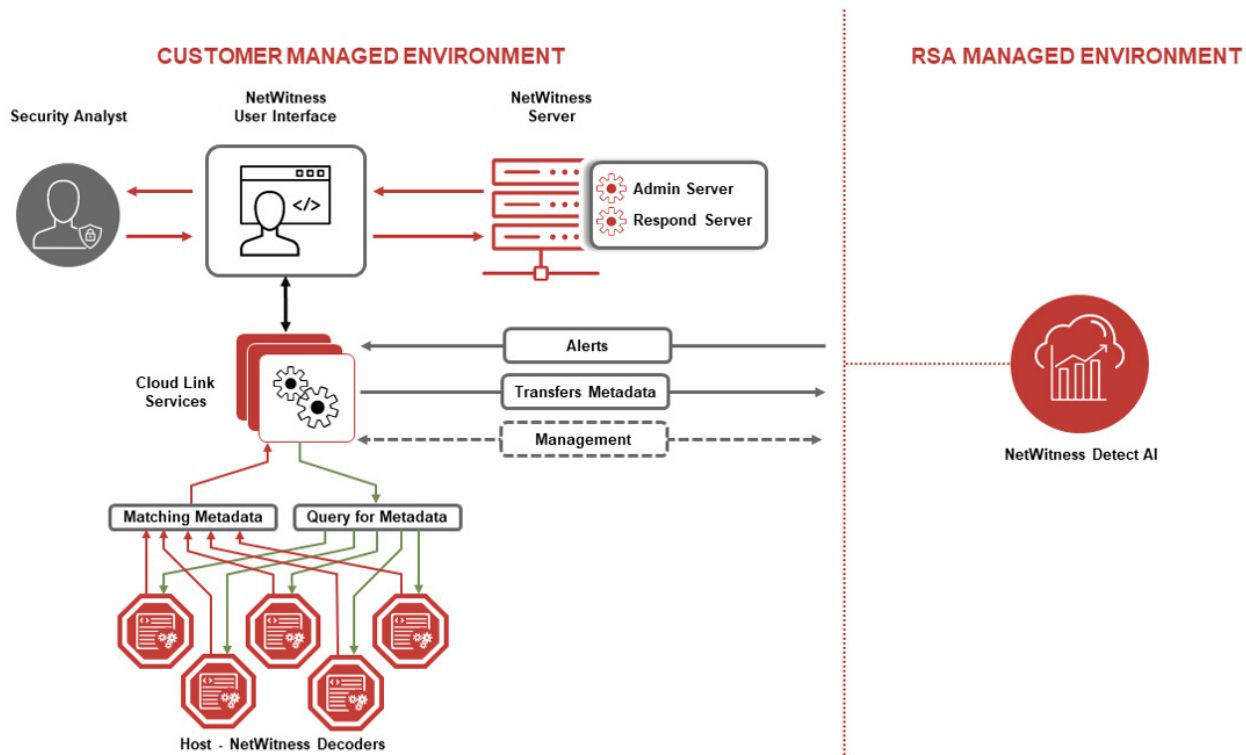 CUSTOMER MANAGED ENVIRONMENT
RSA MANAGED ENVIRONMENT
Security Analyst
NetWitness
User Interface
NetWitness
Server
</>
Admin Server
Respond Server
Cloud Link
Services
Alerts
Transfers Metadata
Management
NetWitness Detect AI
Matching Metadata
Query for Metadata
Host - NetWitness Decoders